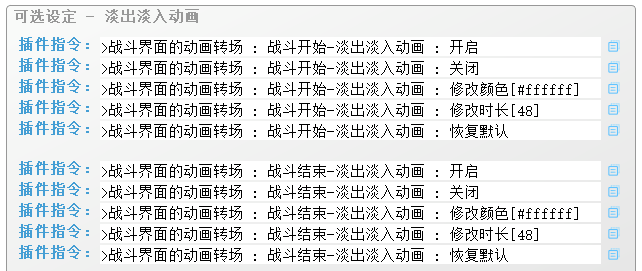 可选设定 - 淡出淡入动画
插件指令: >战斗界面的动画转场 : 战斗开始-淡出淡入动画 : 开启
插件指令: >战斗界面的动画转场 : 战斗开始-淡出淡入动画 : 关闭
插件指令: >战斗界面的动画转场 : 战斗开始-淡出淡入动画 : 修改颜色[#ffffff]
插件指令: >战斗界面的动画转场 : 战斗开始-淡出淡入动画 : 修改时长[48]
插件指令: >战斗界面的动画转场 : 战斗开始-淡出淡入动画 : 恢复默认
插件指令: >战斗界面的动画转场 : 战斗结束-淡出淡入动画 : 开启
插件指令: >战斗界面的动画转场 : 战斗结束-淡出淡入动画 : 关闭
插件指令: >战斗界面的动画转场 : 战斗结束-淡出淡入动画 : 修改颜色[#ffffff]
插件指令: >战斗界面的动画转场 : 战斗结束-淡出淡入动画 : 修改时长[48]
插件指令: >战斗界面的动画转场 : 战斗结束-淡出淡入动画 : 恢复默认